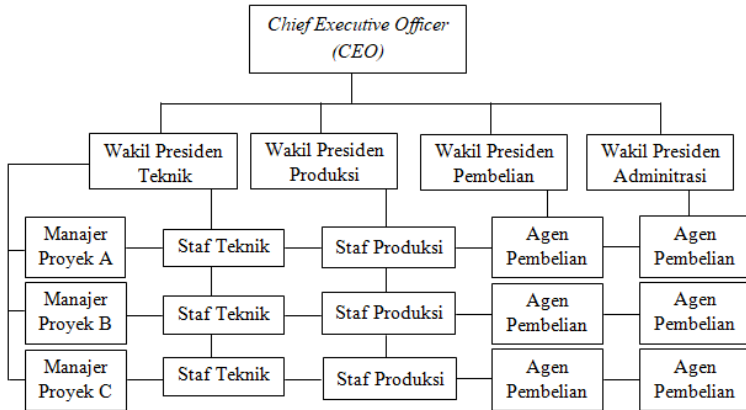 Chief Executive Officer
(CEO)
Wakil Presiden
Teknik
Wakil Presiden
Produksi
Wakil Presiden
Pembelian
Wakil Presiden
Adminitrasi
Manajer
Proyek A
Staf Teknik
Staf Produksi
Agen
Pembelian
Agen
Pembelian
Manajer
Proyek B
Staf Teknik
Staf Produksi
Agen
Pembelian
Agen
Pembelian
Manajer
Proyek C
Staf Teknik
Staf Produksi
Agen
Pembelian
Agen
Pembelian